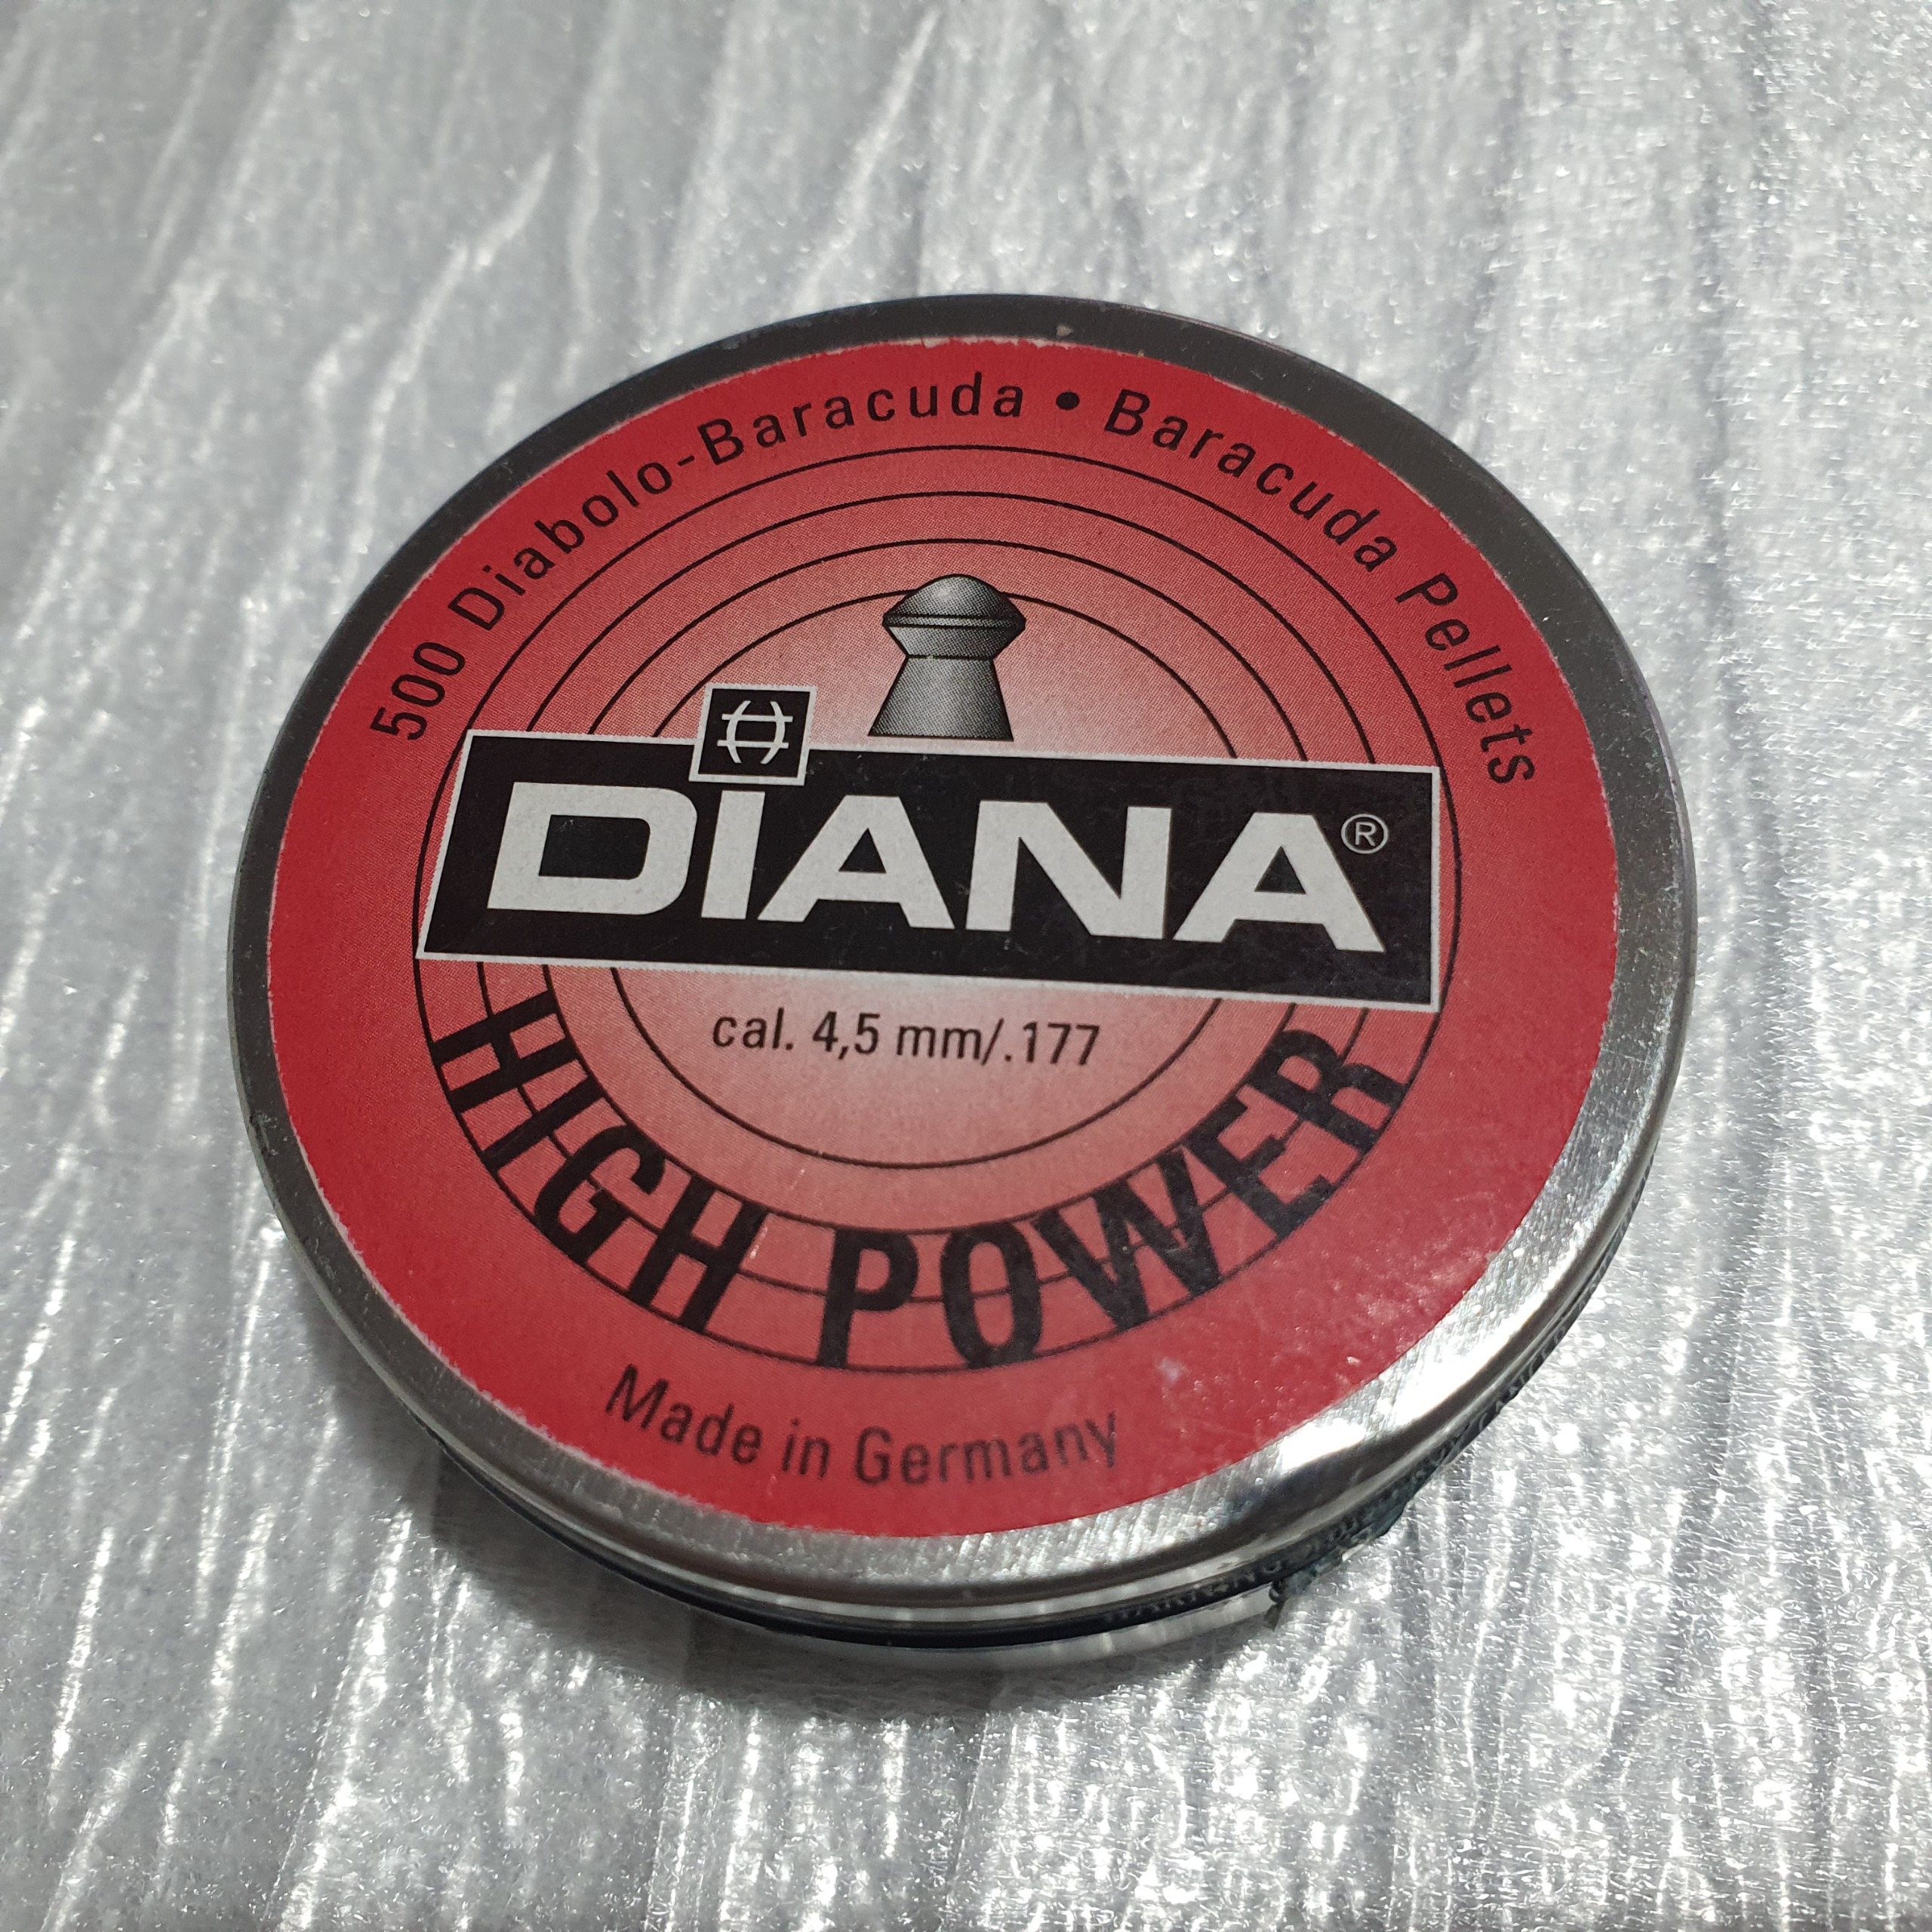 500 Diabolo-Baracuda • Baracuda Pellets
DIANA®
cal. 4,5 mm/.177
HIGH POWER
Made in Germany